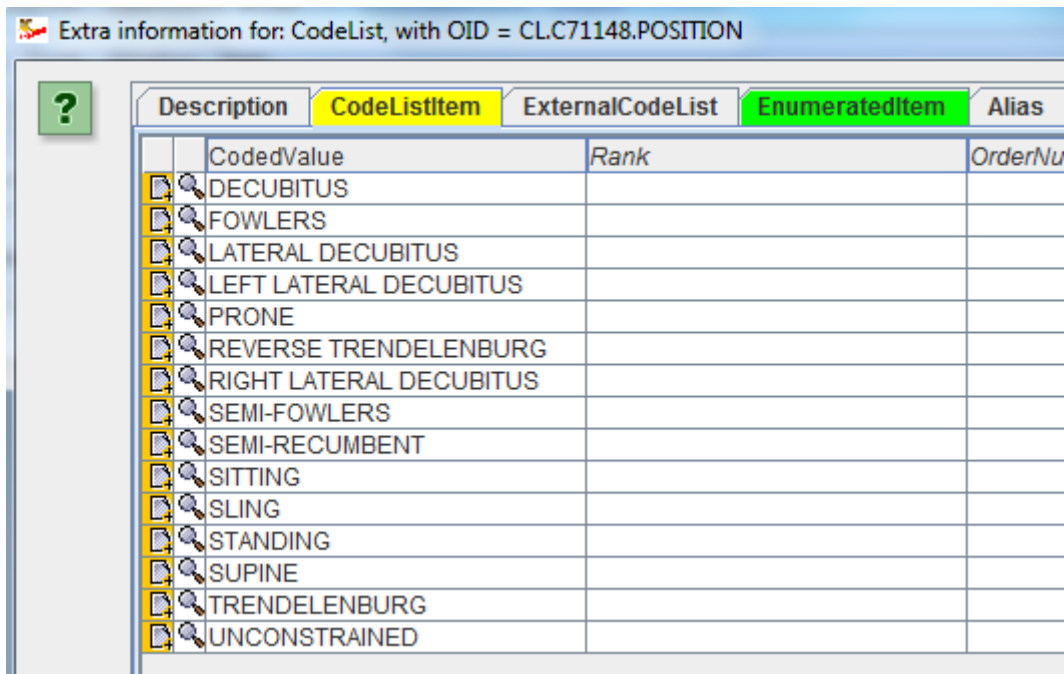 Extra information for: CodeList, with OID = CL.C71148.POSITION
? Description CodeListItem ExternalCodeList EnumeratedItem Alias
CodedValue Rank OrderNu
DECUBITUS
FOWLERS
LATERAL DECUBITUS
LEFT LATERAL DECUBITUS
PRONE
REVERSE TRENDELENBURG
RIGHT LATERAL DECUBITUS
SEMI-FOWLERS
SEMI-RECUMBENT
SITTING
SLING
STANDING
SUPINE
TRENDELENBURG
UNCONSTRAINED